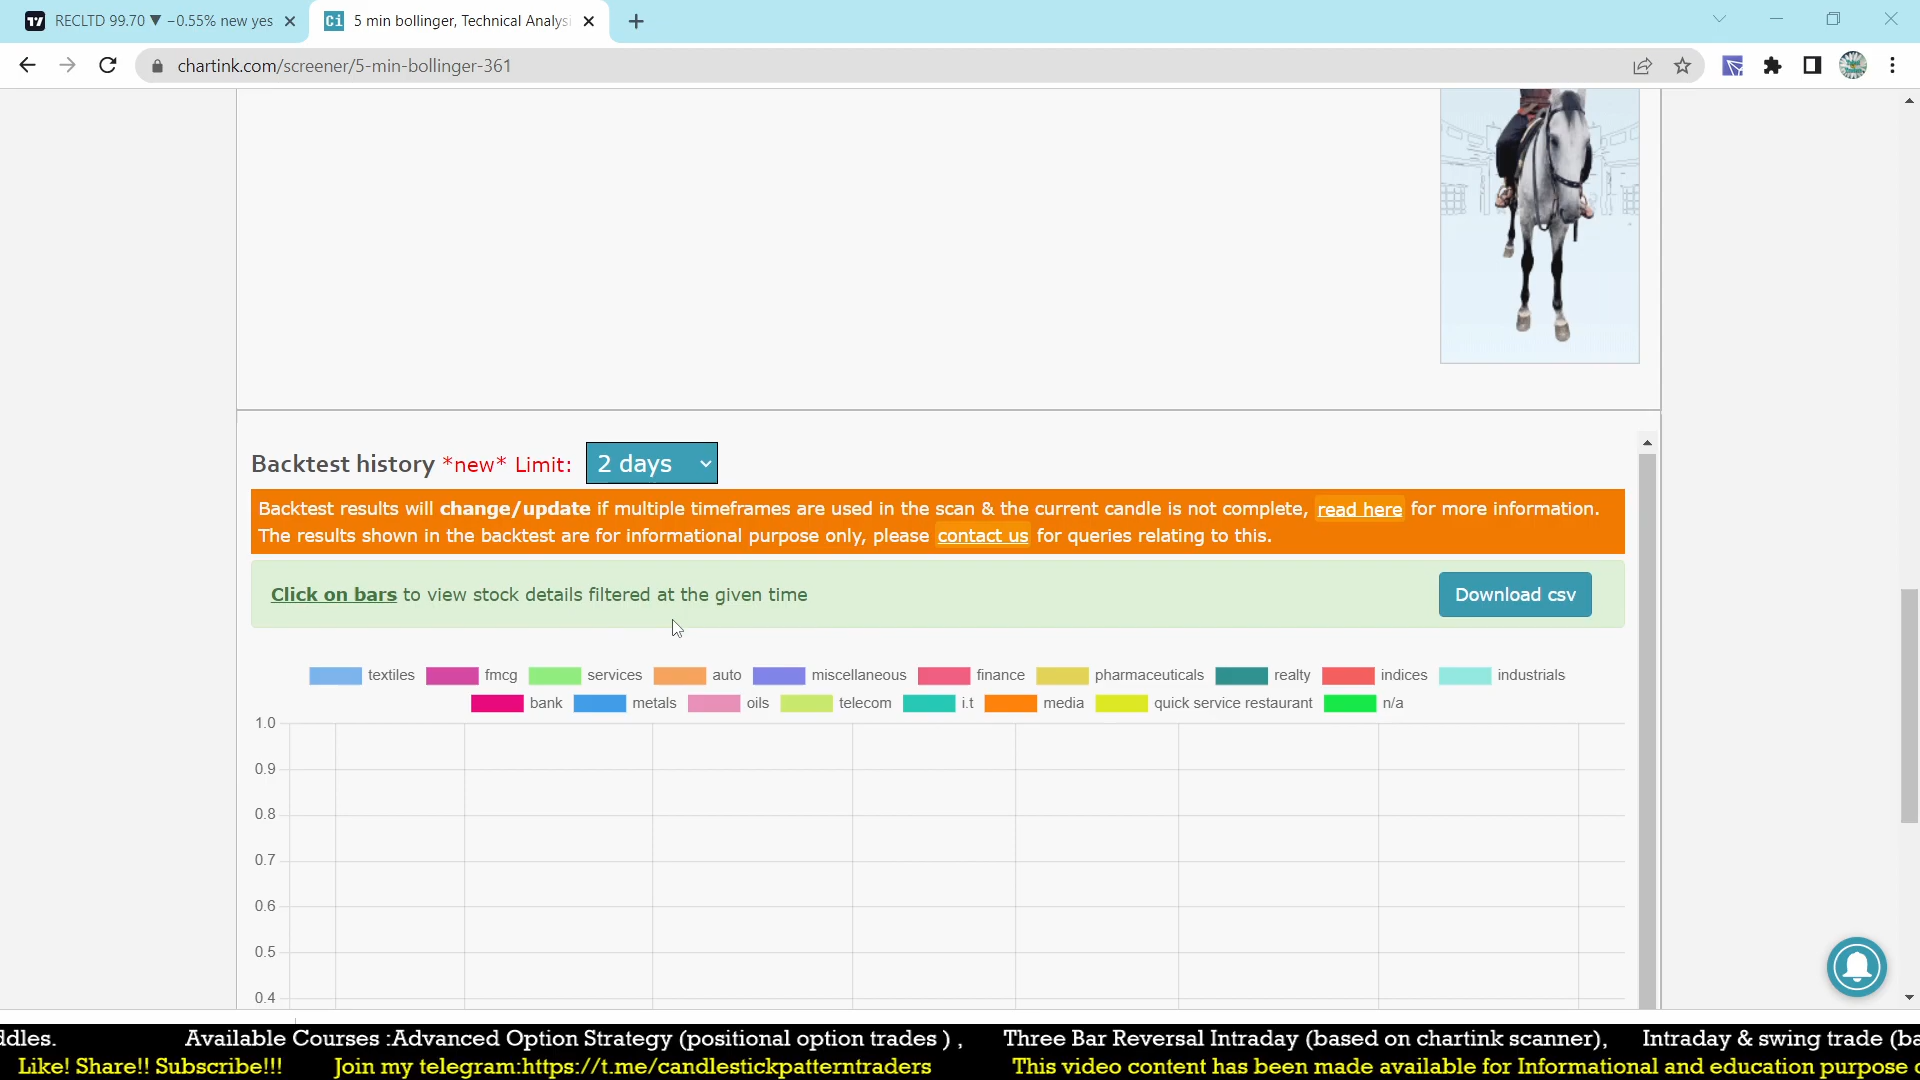 RECLTD 99.70 ▼ −0.55% new yes
Ci 5 min bollinger, Technical Analysi
chartink.com/screener/5-min-bollinger-361
Backtest history *new* Limit: 2 days
Backtest results will change/update if multiple timeframes are used in the scan & the current candle is not complete, read here for more information.
The results shown in the backtest are for informational purpose only, please contact us for queries relating to this.
Click on bars to view stock details filtered at the given time
Download csv
textiles fmcg services auto miscellaneous finance pharmaceuticals realty indices industrials
bank metals oils telecom i.t media quick service restaurant n/a
1.0
0.9
0.8
0.7
0.6
0.5
0.4
ddles. Available Courses :Advanced Option Strategy (positional option trades ) , Three Bar Reversal Intraday (based on chartink scanner), Intraday & swing trade (ba
Like! Share!! Subscribe!!! Join my telegram:https://t.me/candlestickpatterntraders This video content has been made available for Informational and education purpose o